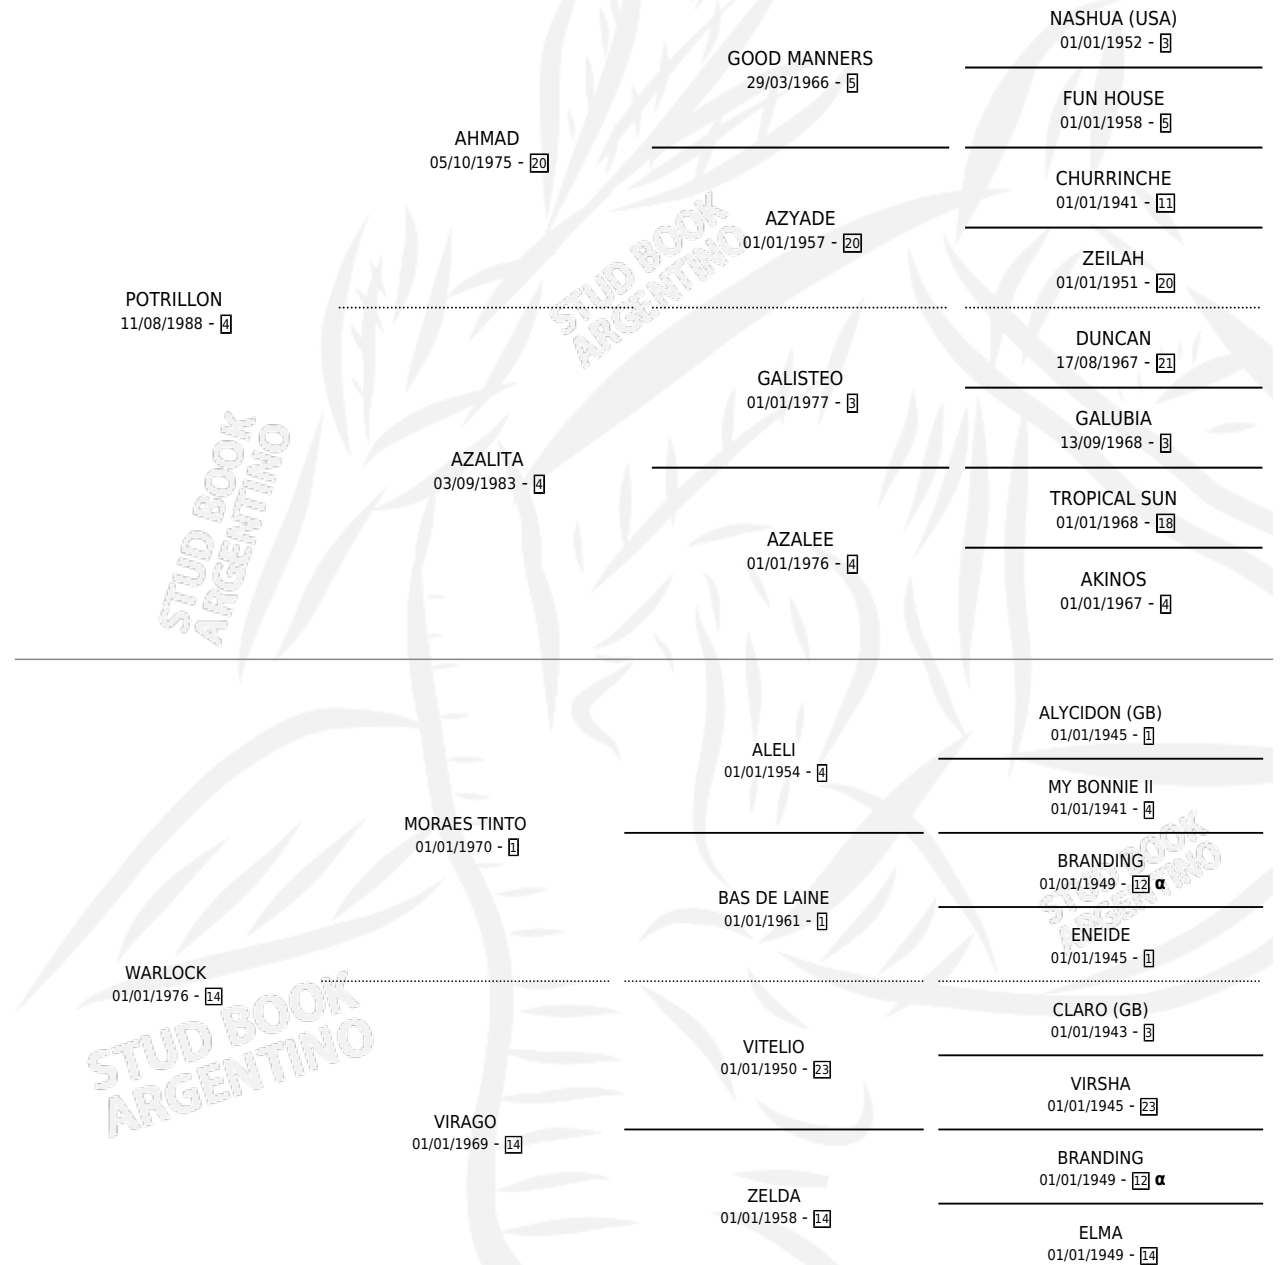 NASHUA (USA)
01/01/1952 - 3
GOOD MANNERS
29/03/1966 - 5
FUN HOUSE
01/01/1958 - 5
AHMAD
05/10/1975 - 20
CHURRINCHE
01/01/1941 - 11
AZYADE
01/01/1957 - 20
ZEILAH
01/01/1951 - 20
STUD BOOK
ARGENTINO
POTRILLON
11/08/1988 - 4
DUNCAN
17/08/1967 - 21
GALISTEO
01/01/1977 - 3
GALUBIA
13/09/1968 - 3
AZALITA
03/09/1983 - 4
TROPICAL SUN
01/01/1968 - 18
AZALEE
01/01/1976 - 4
AKINOS
01/01/1967 - 4
STUD BOOK
ARGENTINO
ALYCIDON (GB)
01/01/1945 - 1
ALELI
01/01/1954 - 4
MY BONNIE II
01/01/1941 - 4
MORAES TINTO
01/01/1970 - 1
BRANDING
01/01/1949 - 12 α
BAS DE LAINE
01/01/1961 - 1
ENEIDE
01/01/1945 - 1
STUD BOOK
ARGENTINO
WARLOCK
01/01/1976 - 14
CLARO (GB)
01/01/1943 - 3
VITELIO
01/01/1950 - 23
VIRSHA
01/01/1945 - 23
STUD BOOK
ARGENTINO
VIRAGO
01/01/1969 - 14
BRANDING
01/01/1949 - 12 α
ZELDA
01/01/1958 - 14
ELMA
01/01/1949 - 14